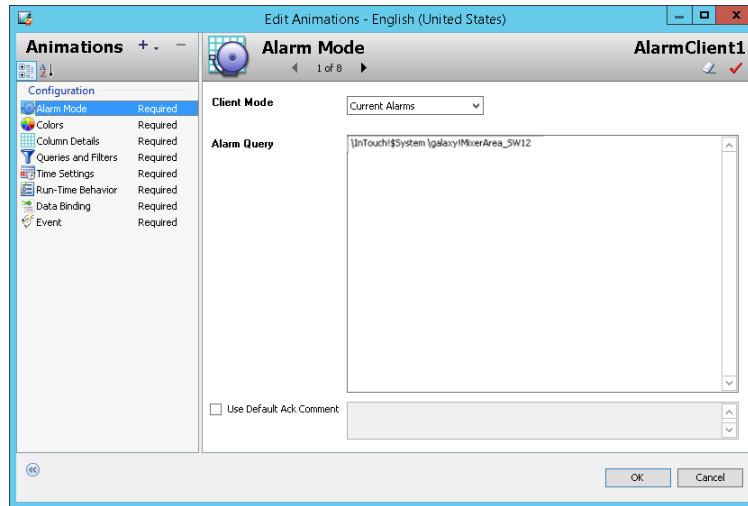 Edit Animations - English (United States)
Animations
Alarm Mode
AlarmClient1
1 of 8
Configuration
Alarm Mode Required
Colors Required
Column Details Required
Queries and Filters Required
Time Settings Required
Run-Time Behavior Required
Data Binding Required
Event Required
Client Mode Current Alarms
Alarm Query \InTouch!$System \galaxy!MixerArea_SW12
Use Default Ack Comment
OK Cancel